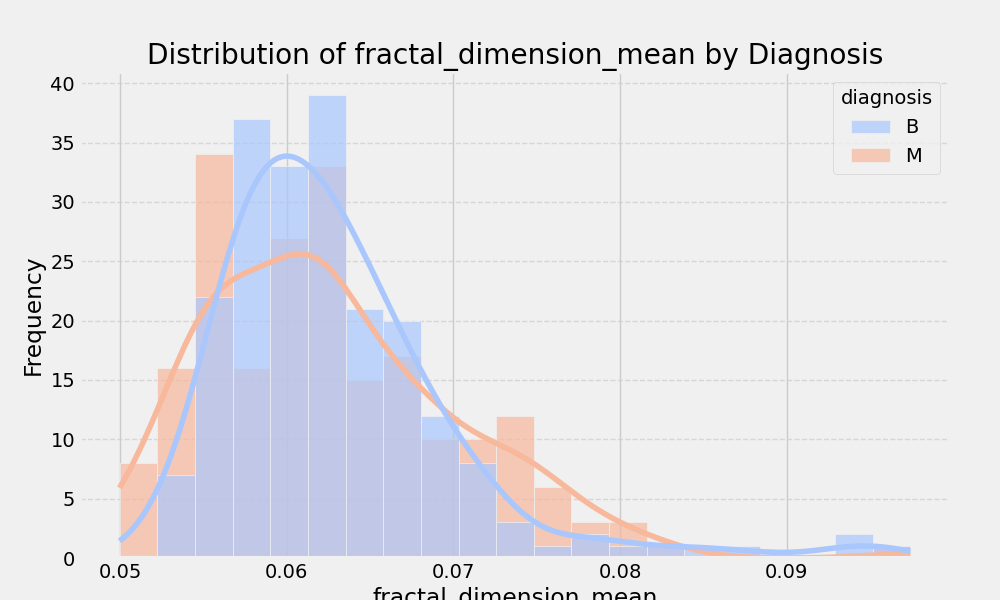 Distribution of fractal_dimension_mean by Diagnosis
40
35
30
25
20
15
10
5
0
Frequency
diagnosis
B
M
0.05 0.06 0.07 0.08 0.09
fractal_dimension_mean